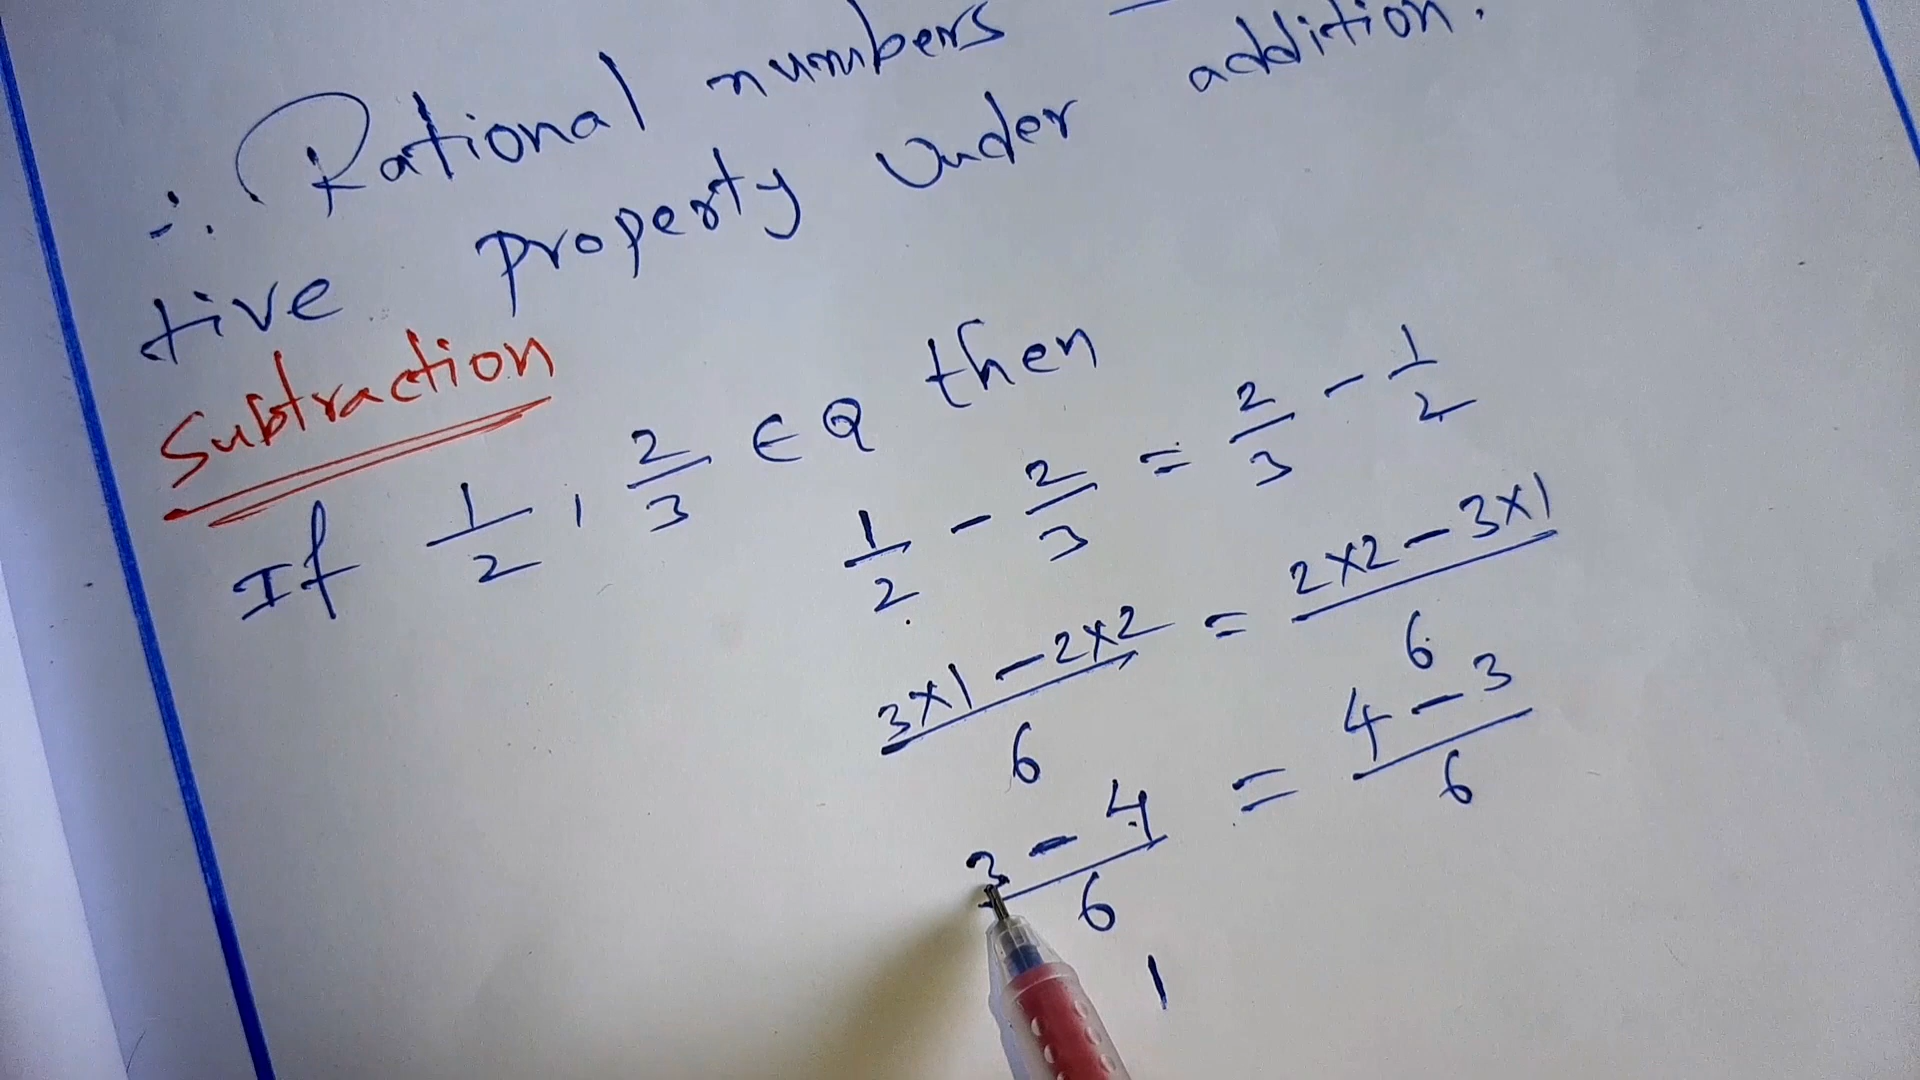 ∴ Rational numbers
tive property under addition.
Subtraction
If 1/2, 2/3 ∈ Q then
1/2 - 2/3 = 2/3 - 1/2
3×1 - 2×2/6 = 2×2 - 3×1/6
3 - 4/6 = 4 - 3/6
1